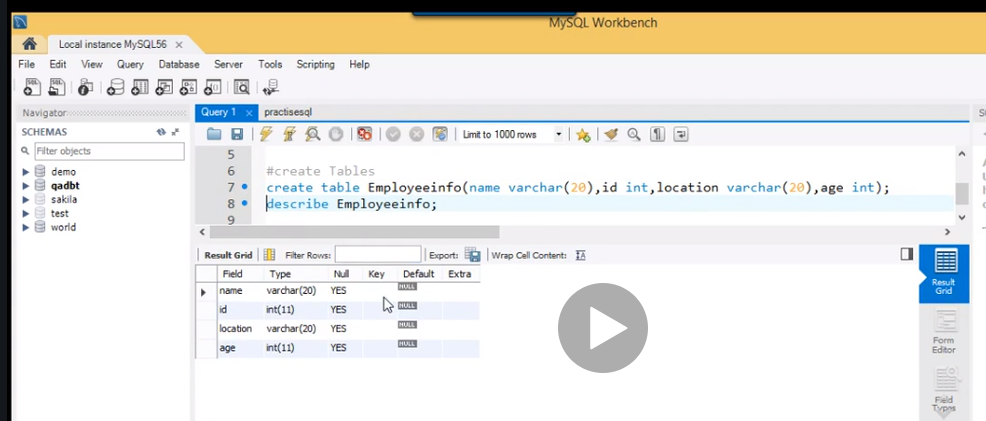 MySQL Workbench
Local instance MySQL56 ×
File Edit View Query Database Server Tools Scripting Help
Navigator
SCHEMAS
Filter objects
demo
qadbt
sakila
test
world
Query 1 × practisesql
Limit to 1000 rows
5
6 #create Tables
7 create table Employeeinfo(name varchar(20),id int,location varchar(20),age int);
8 describe Employeeinfo;
9
Result Grid Filter Rows: Export: Wrap Cell Content:
Field Type Null Key Default Extra
name varchar(20) YES NULL
id int(11) YES NULL
location varchar(20) YES NULL
age int(11) YES NULL
Result
Grid
Form
Editor
Field
Types